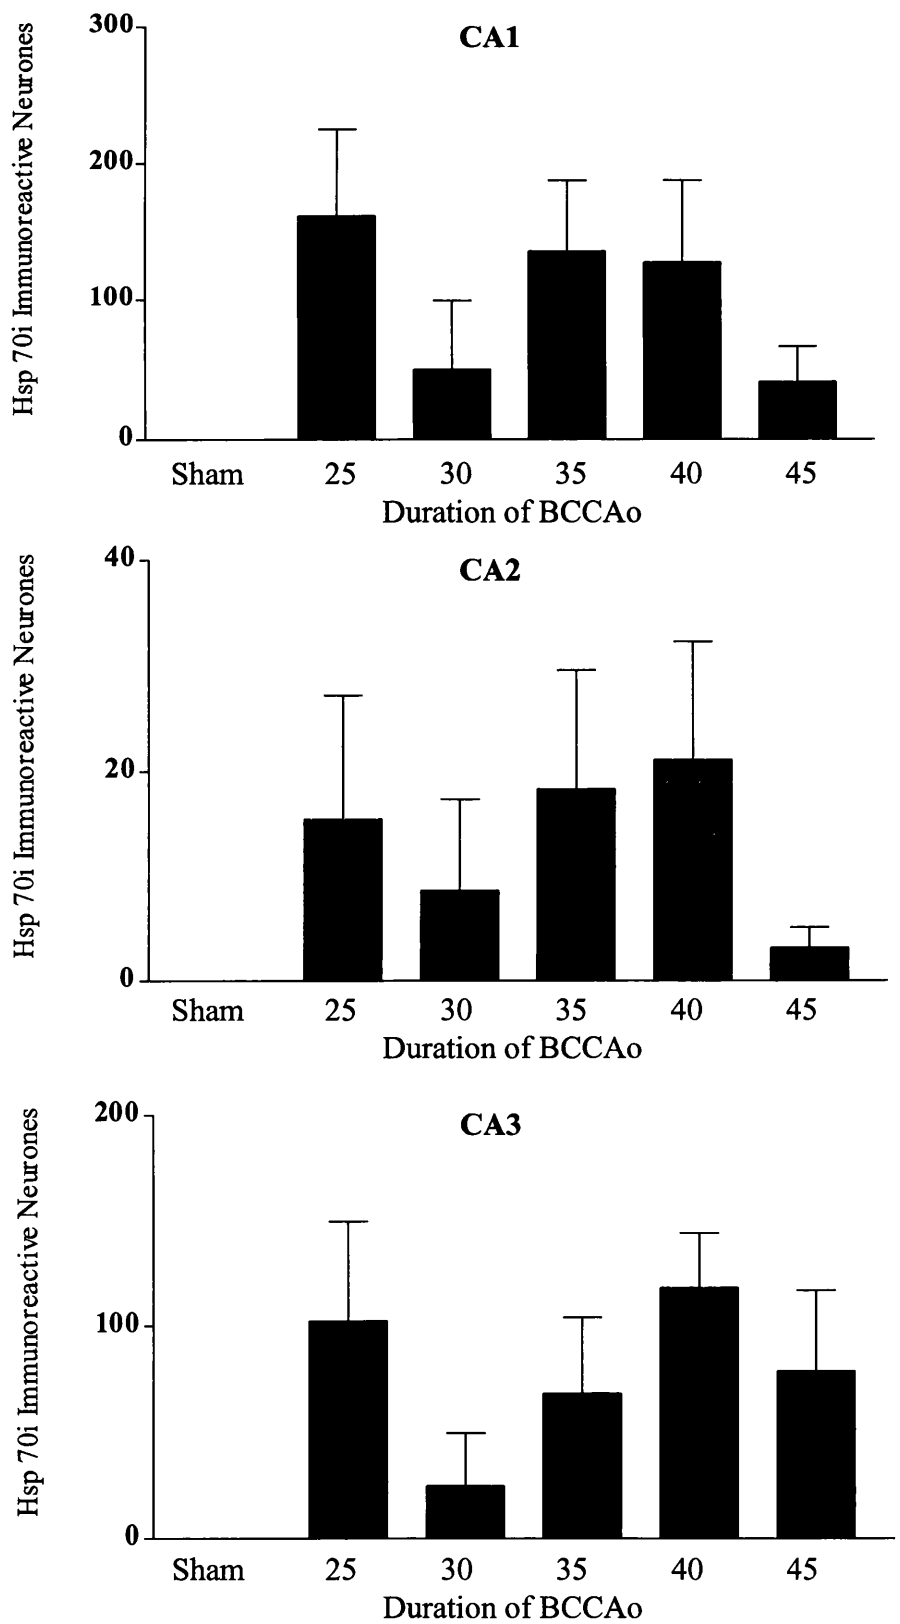 CA1
Hsp 70i Immunoreactive Neurones
300
200
100
0
Sham 25 30 35 40 45
Duration of BCCAo
CA2
Hsp 70i Immunoreactive Neurones
40
20
0
Sham 25 30 35 40 45
Duration of BCCAo
CA3
Hsp 70i Immunoreactive Neurones
200
100
0
Sham 25 30 35 40 45
Duration of BCCAo